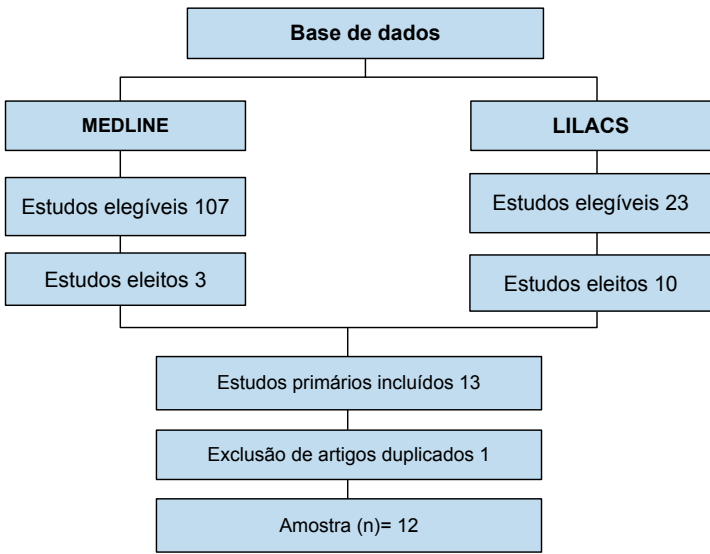 Base de dados
MEDLINE
LILACS
Estudos elegíveis 107
Estudos elegíveis 23
Estudos eleitos 3
Estudos eleitos 10
Estudos primários incluídos 13
Exclusão de artigos duplicados 1
Amostra (n)= 12